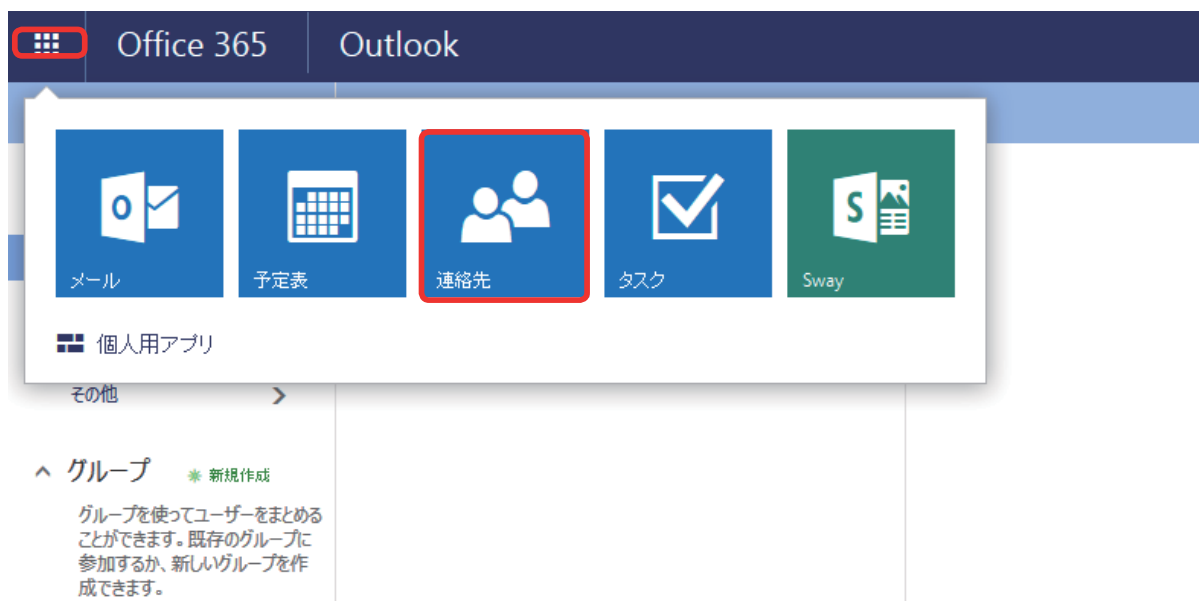 Office 365
Outlook
メール
予定表
連絡先
タスク
Sway
個人用アプリ
その他
グループ
新規作成
グループを使ってユーザーをまとめる
ことができます。既存のグループに
参加するか、新しいグループを作
成できます。